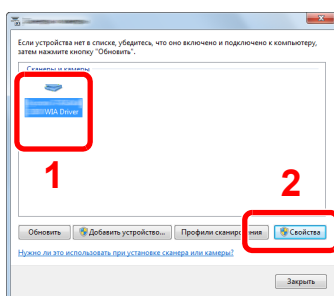 Если устройства нет в списке, убедитесь, что оно включено и подключено к компьютеру,
затем нажмите кнопку "Обновить".
Сканеры и камеры
WIA Driver
1
2
Обновить
Добавить устройство...
Профили сканирования
Свойства
Нужно ли это использовать при установке сканера или камеры?
Закрыть